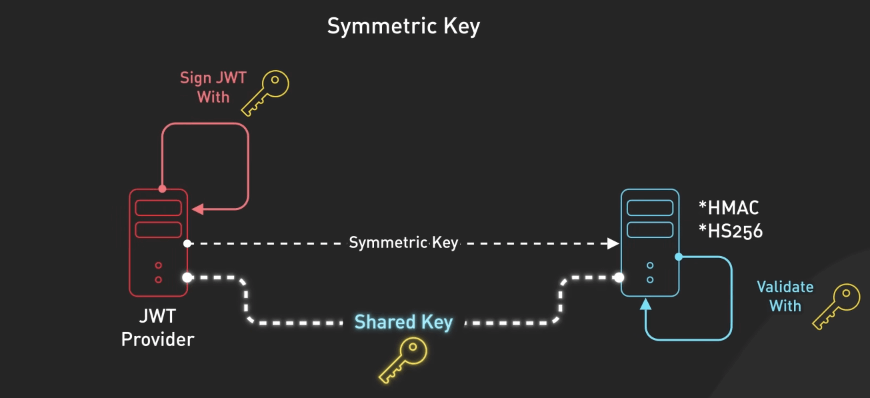 Symmetric Key
Sign JWT
With
*HMAC
*HS256
Symmetric Key
Validate
With
JWT
Provider
Shared Key